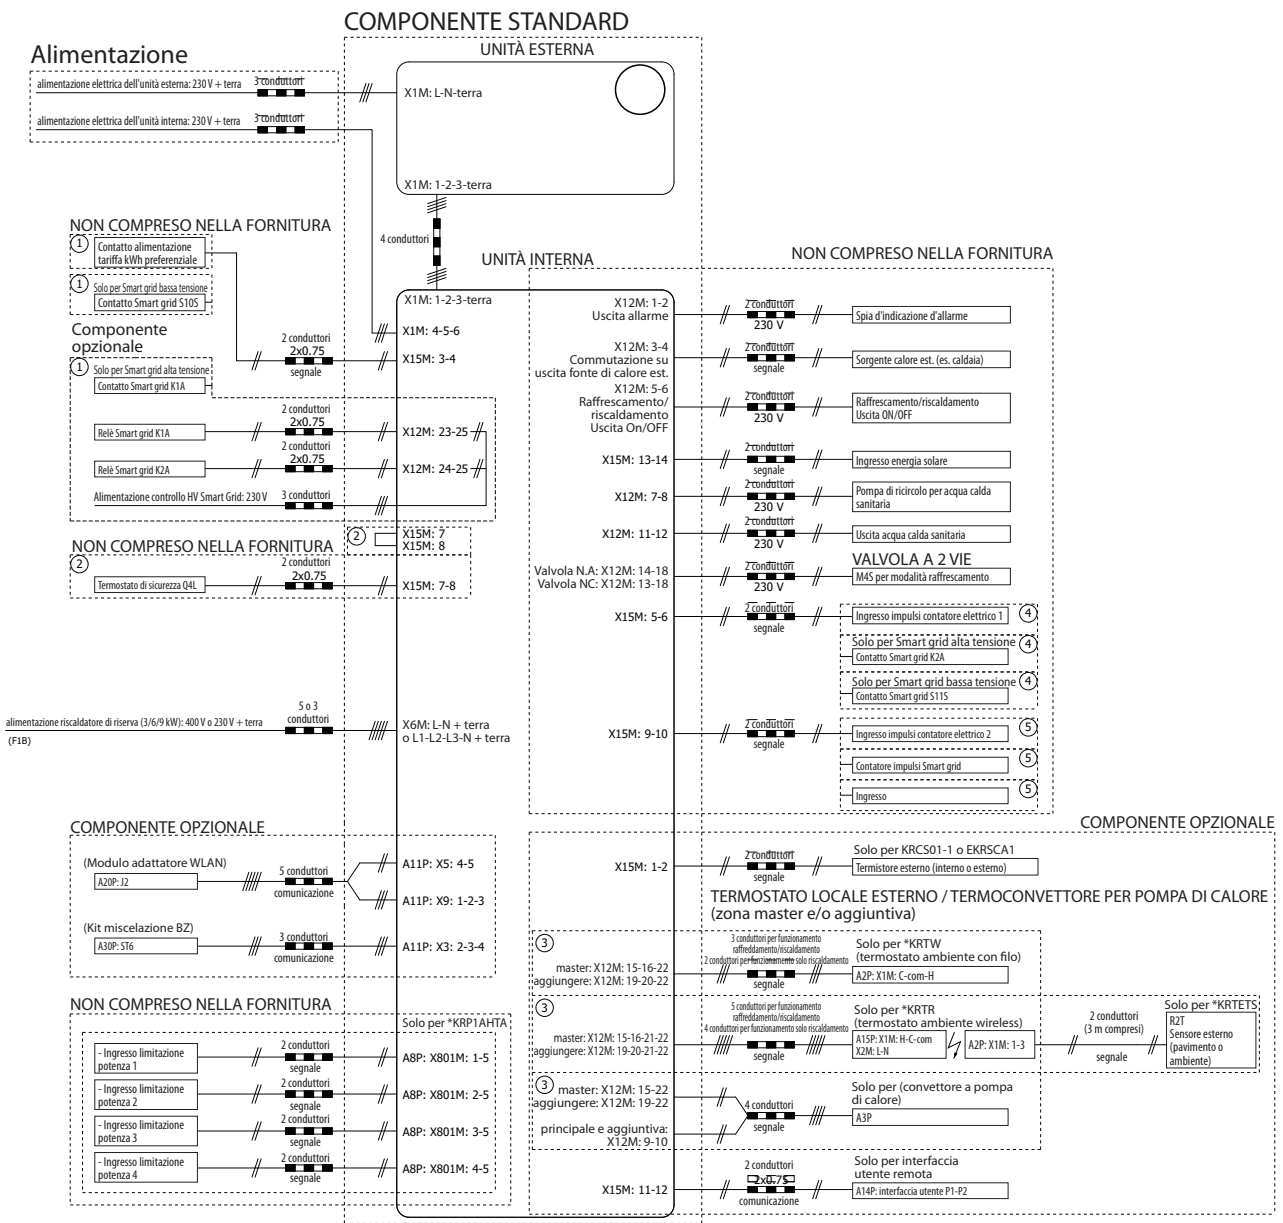 COMPONENTE STANDARD
Alimentazione
UNITÀ ESTERNA
alimentazione elettrica dell'unità esterna: 230 V + terra
3 conduttori
X1M: L-N-terra
alimentazione elettrica dell'unità interna: 230 V + terra
3 conduttori
X1M: 1-2-3-terra
4 conduttori
NON COMPRESO NELLA FORNITURA
1
Contatto alimentazione
tariffa kWh preferenziale
1
Solo per Smart grid bassa tensione
Contatto Smart grid S10S
Componente
opzionale
1
Solo per Smart grid alta tensione
Contatto Smart grid K1A
2 conduttori
2x0.75
segnale
Relè Smart grid K1A
2 conduttori
2x0.75
Relè Smart grid K2A
2 conduttori
2x0.75
Alimentazione controllo HV Smart Grid: 230 V
3 conduttori
UNITÀ INTERNA
X1M: 1-2-3-terra
X1M: 4-5-6
X15M: 3-4
X12M: 23-25
X12M: 24-25
2
X15M: 7
X15M: 8
NON COMPRESO NELLA FORNITURA
2
Termostato di sicurezza Q4L
2 conduttori
2x0.75
X15M: 7-8
alimentazione riscaldatore di riserva (3/6/9 kW): 400 V o 230 V + terra
(F1B)
5 o 3
conduttori
X6M: L-N + terra
o L1-L2-L3-N + terra
COMPONENTE OPZIONALE
(Modulo adattatore WLAN)
A20P: J2
5 conduttori
comunicazione
A11P: X5: 4-5
A11P: X9: 1-2-3
(Kit miscelazione BZ)
A30P: ST6
3 conduttori
comunicazione
A11P: X3: 2-3-4
NON COMPRESO NELLA FORNITURA
Solo per *KRP1AHTA
- Ingresso limitazione
potenza 1
2 conduttori
segnale
A8P: X801M: 1-5
- Ingresso limitazione
potenza 2
2 conduttori
segnale
A8P: X801M: 2-5
- Ingresso limitazione
potenza 3
2 conduttori
segnale
A8P: X801M: 3-5
- Ingresso limitazione
potenza 4
2 conduttori
segnale
A8P: X801M: 4-5
NON COMPRESO NELLA FORNITURA
X12M: 1-2
Uscita allarme
2 conduttori
230 V
Spia d'indicazione d'allarme
X12M: 3-4
Commutazione su
uscita fonte di calore est.
2 conduttori
segnale
Sorgente calore est. (es. caldaia)
X12M: 5-6
Raffrescamento/
riscaldamento
Uscita On/OFF
2 conduttori
230 V
Raffrescamento/riscaldamento
Uscita ON/OFF
X15M: 13-14
2 conduttori
segnale
Ingresso energia solare
X12M: 7-8
2 conduttori
230 V
Pompa di ricircolo per acqua calda
sanitaria
X12M: 11-12
2 conduttori
230 V
Uscita acqua calda sanitaria
VALVOLA A 2 VIE
Valvola N.A: X12M: 14-18
Valvola NC: X12M: 13-18
2 conduttori
230 V
M4S per modalità raffrescamento
X15M: 5-6
2 conduttori
segnale
Ingresso impulsi contatore elettrico 1
4
Solo per Smart grid alta tensione
4
Contatto Smart grid K2A
Solo per Smart grid bassa tensione
4
Contatto Smart grid S11S
X15M: 9-10
2 conduttori
segnale
Ingresso impulsi contatore elettrico 2
5
Contatore impulsi Smart grid
5
Ingresso
5
COMPONENTE OPZIONALE
Solo per KRCS01-1 o EKRSCA1
X15M: 1-2
2 conduttori
segnale
Termistore esterno (interno o esterno)
TERMOSTATO LOCALE ESTERNO / TERMOCONVETTORE PER POMPA DI CALORE
(zona master e/o aggiuntiva)
3
master: X12M: 15-16-22
aggiungere: X12M: 19-20-22
3 conduttori per funzionamento
raffreddamento/riscaldamento
2 conduttori per funzionamento solo riscaldamento
segnale
Solo per *KRTW
(termostato ambiente con filo)
A2P: X1M: C-com-H
3
master: X12M: 15-16-21-22
aggiungere: X12M: 19-20-21-22
5 conduttori per funzionamento
raffreddamento/riscaldamento
4 conduttori per funzionamento solo riscaldamento
segnale
Solo per *KRTR
(termostato ambiente wireless)
A15P: X1M: H-C-com
X2M: L-N
A2P: X1M: 1-3
2 conduttori
(3 m compresi)
segnale
Solo per *KRTETS
R2T
Sensore esterno
(pavimento o
ambiente)
3
master: X12M: 15-22
aggiungere: X12M: 19-22
principale e aggiuntiva:
X12M: 9-10
4 conduttori
segnale
Solo per (convettore a pompa
di calore)
A3P
X15M: 11-12
2 conduttori
2x0.75
comunicazione
Solo per interfaccia
utente remota
A14P: interfaccia utente P1-P2